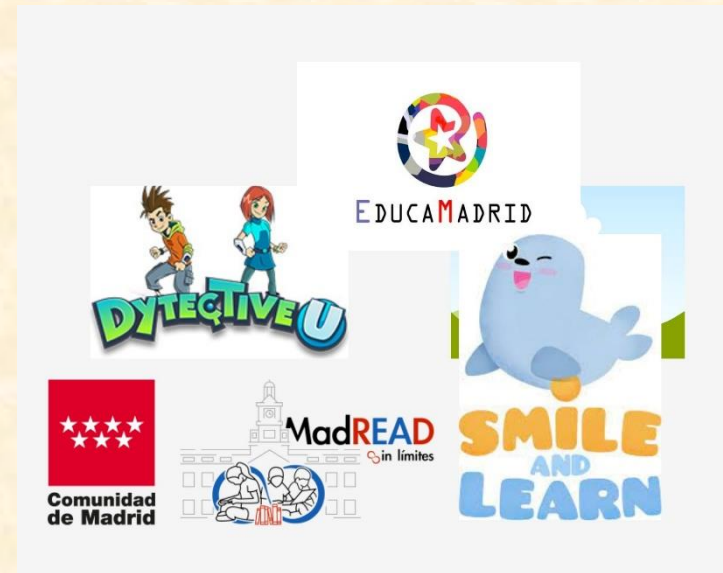 EDUCAMADRID
DYTECTIVE U
Comunidad
de Madrid
MadREAD
Sin límites
SMILE
AND
LEARN